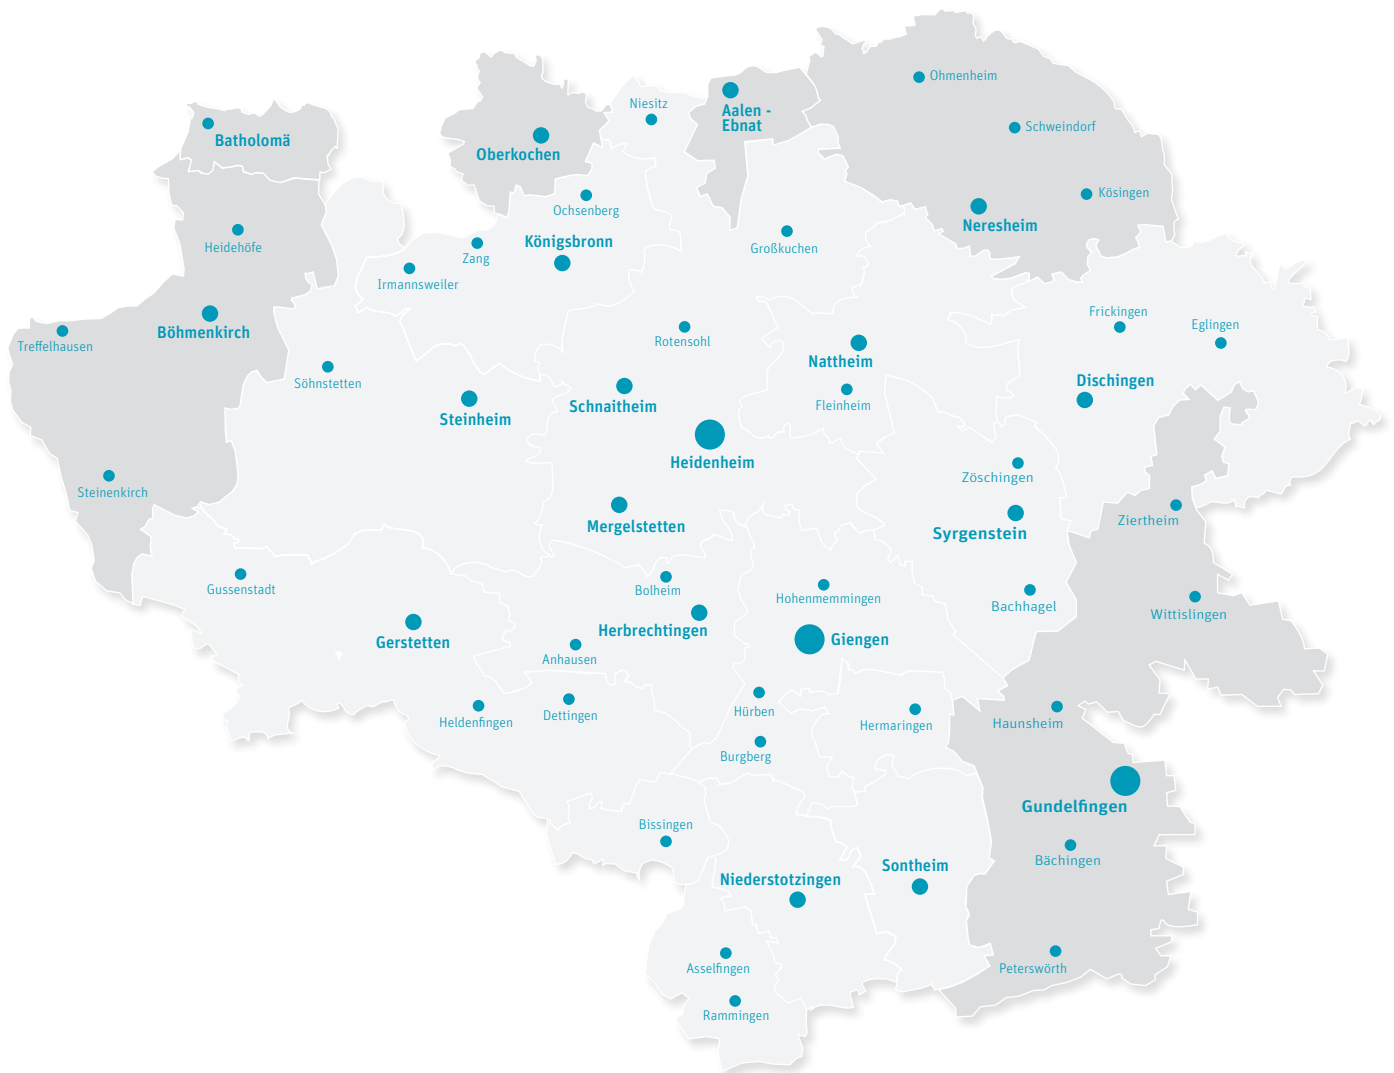 Ohmenheim
Niesitz
Aalen -
Ebnat
Schweindorf
Batholomä
Oberkochen
Kösingen
Ochsenberg
Neresheim
Königsbronn
Heidehöfe
Großkuchen
Zang
Irmannsweiler
Frickingen
Eglingen
Böhmenkirch
Treffelhausen
Rotensohl
Nattheim
Söhnstetten
Dischingen
Schnaitheim
Fleinheim
Steinheim
Heidenheim
Zöschingen
Steinenkirch
Ziertheim
Mergelstetten
Syrgenstein
Gussenstadt
Bolheim
Hohenmemmingen
Bachhagel
Wittislingen
Herbrechtingen
Gerstetten
Giengen
Anhausen
Heldenfingen
Dettingen
Hürben
Hermaringen
Haunsheim
Burgberg
Gundelfingen
Bissingen
Bächingen
Sontheim
Niederstotzingen
Asselfingen
Peterswörth
Rammingen